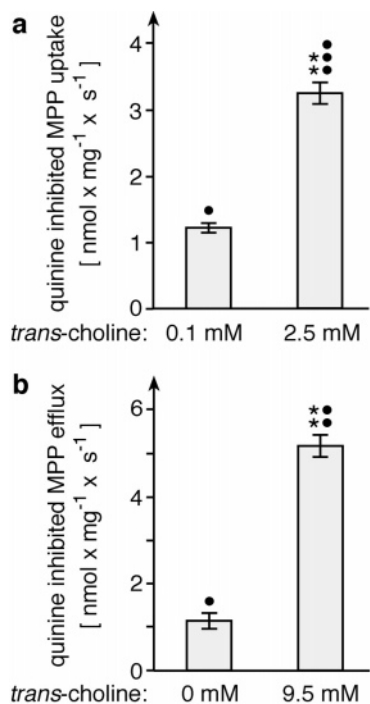 a
quinine inhibited MPP uptake
[ nmol x mg⁻¹ x s⁻¹ ]
4
3
2
1
0
●
**
●●●
trans-choline: 0.1 mM 2.5 mM
b
quinine inhibited MPP efflux
[ nmol x mg⁻¹ x s⁻¹ ]
6
4
2
0
●
**
●●
trans-choline: 0 mM 9.5 mM